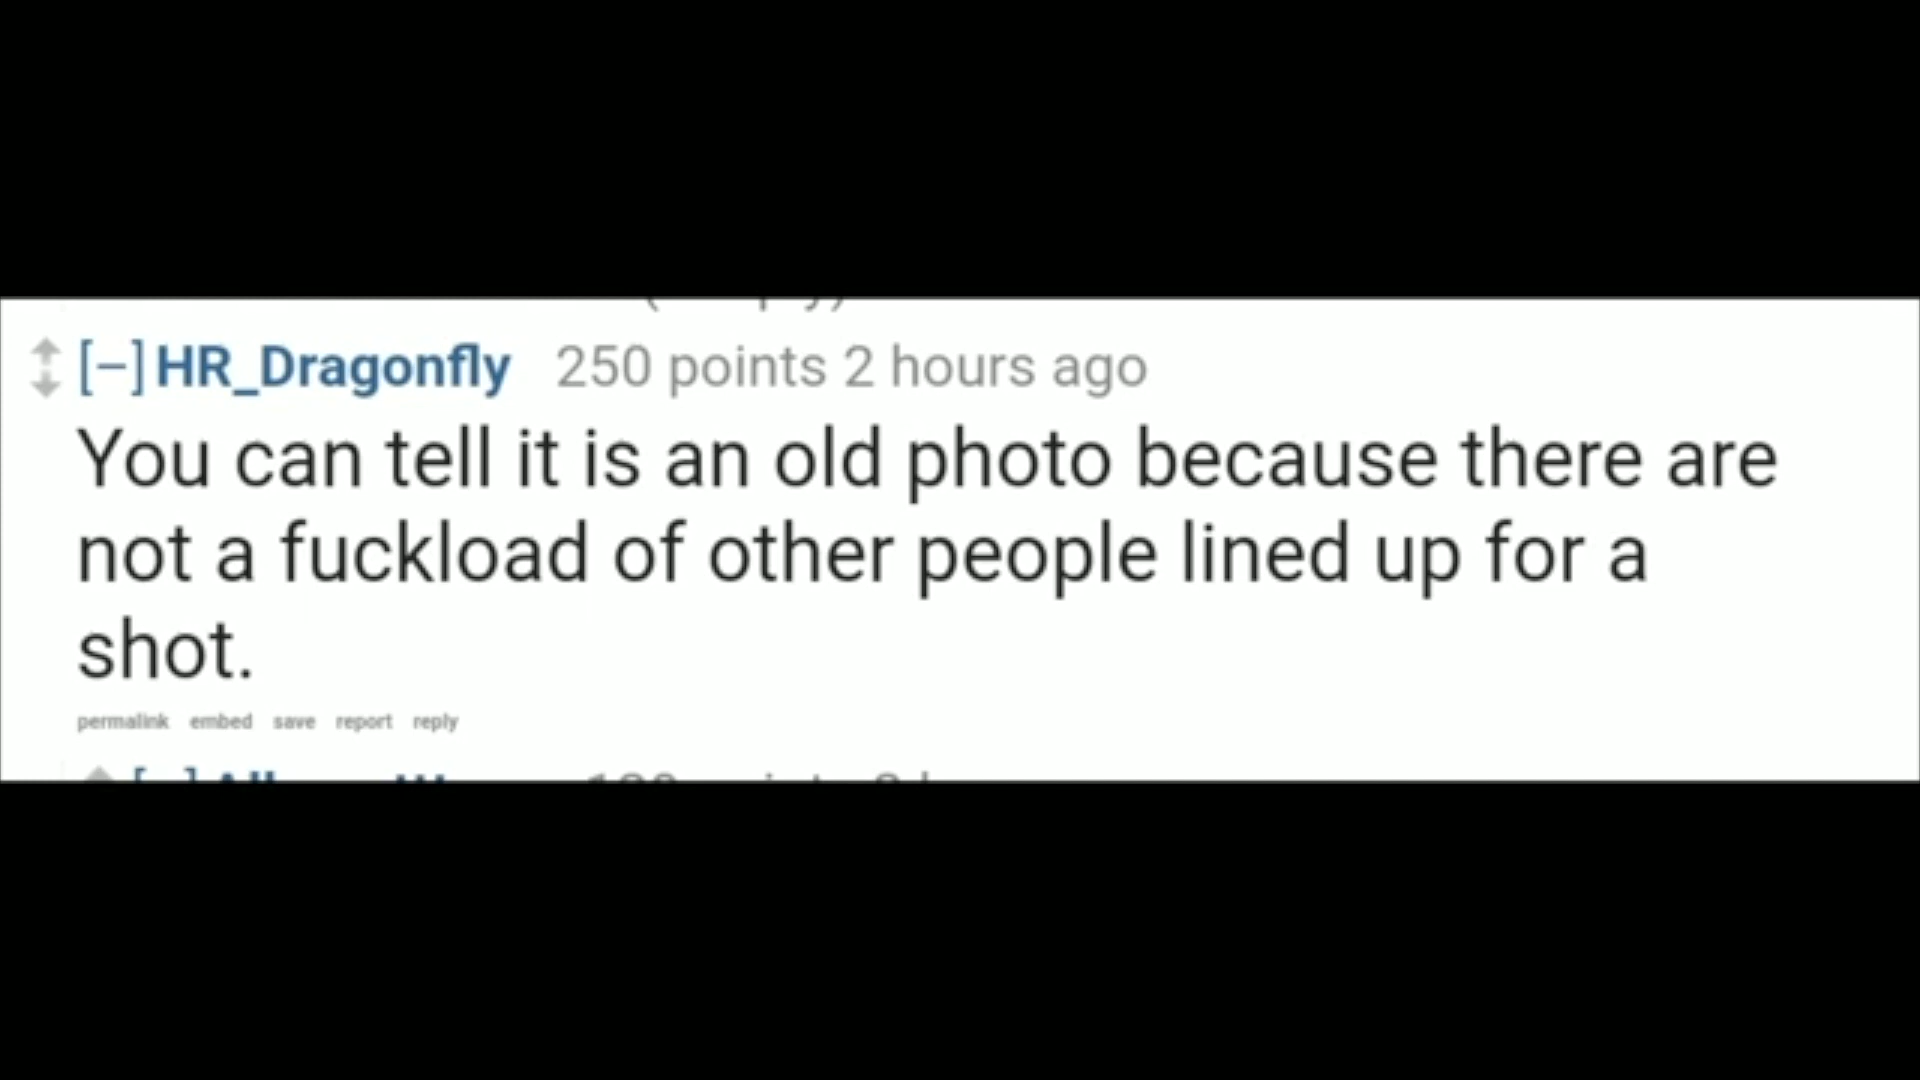 [–] HR_Dragonfly 250 points 2 hours ago
You can tell it is an old photo because there are
not a fuckload of other people lined up for a
shot.
permalink embed save report reply